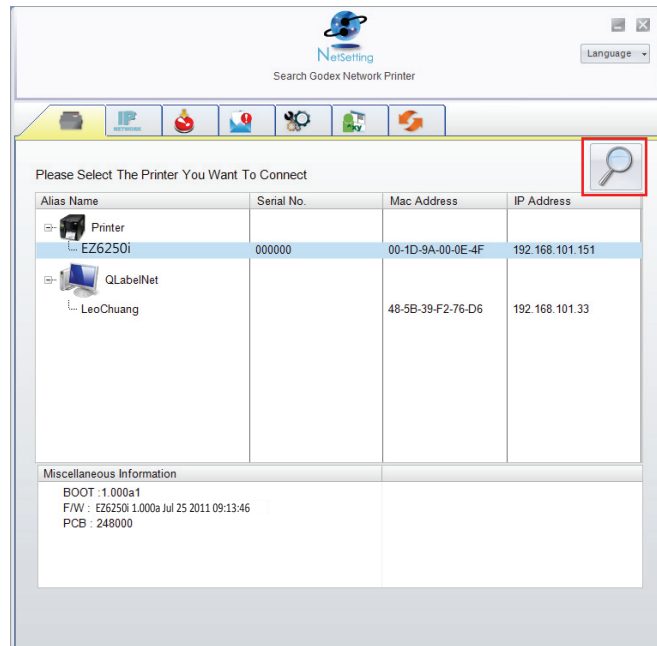 NetSetting
Language
Search Godex Network Printer
IP
NETWORK
ky
Please Select The Printer You Want To Connect
Alias Name Serial No. Mac Address IP Address
Printer
EZ6250i 000000 00-1D-9A-00-0E-4F 192.168.101.151
QLabelNet
LeoChuang 48-5B-39-F2-76-D6 192.168.101.33
Miscellaneous Information
BOOT :1.000a1
F/W : EZ6250i 1.000a Jul 25 2011 09:13:46
PCB : 248000